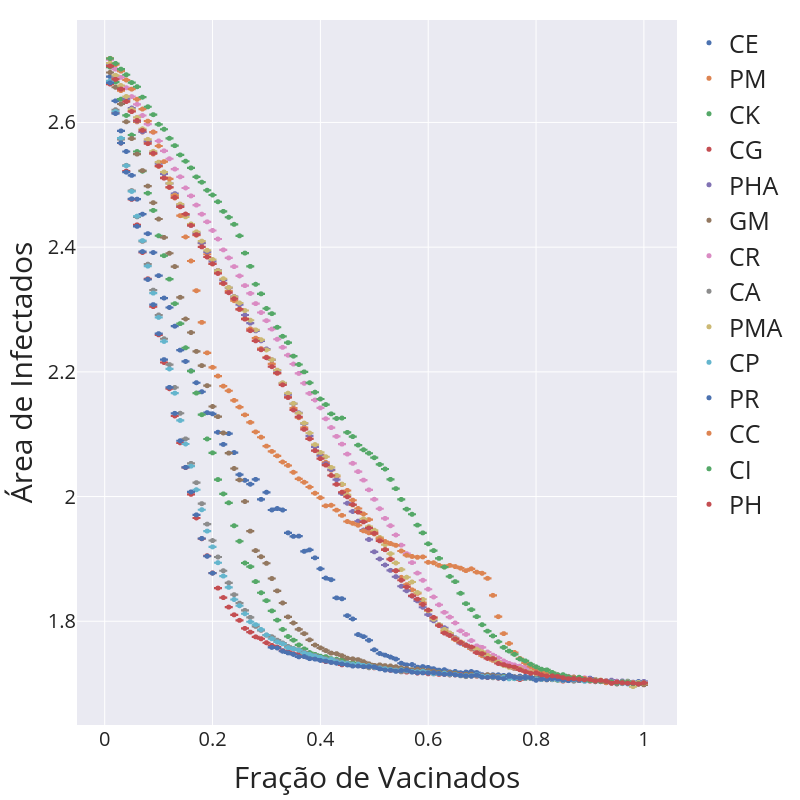 Área de Infectados
2.6
2.4
2.2
2
1.8
0
0.2
0.4
0.6
0.8
1
Fração de Vacinados
CE
PM
CK
CG
PHA
GM
CR
CA
PMA
CP
PR
CC
CI
PH